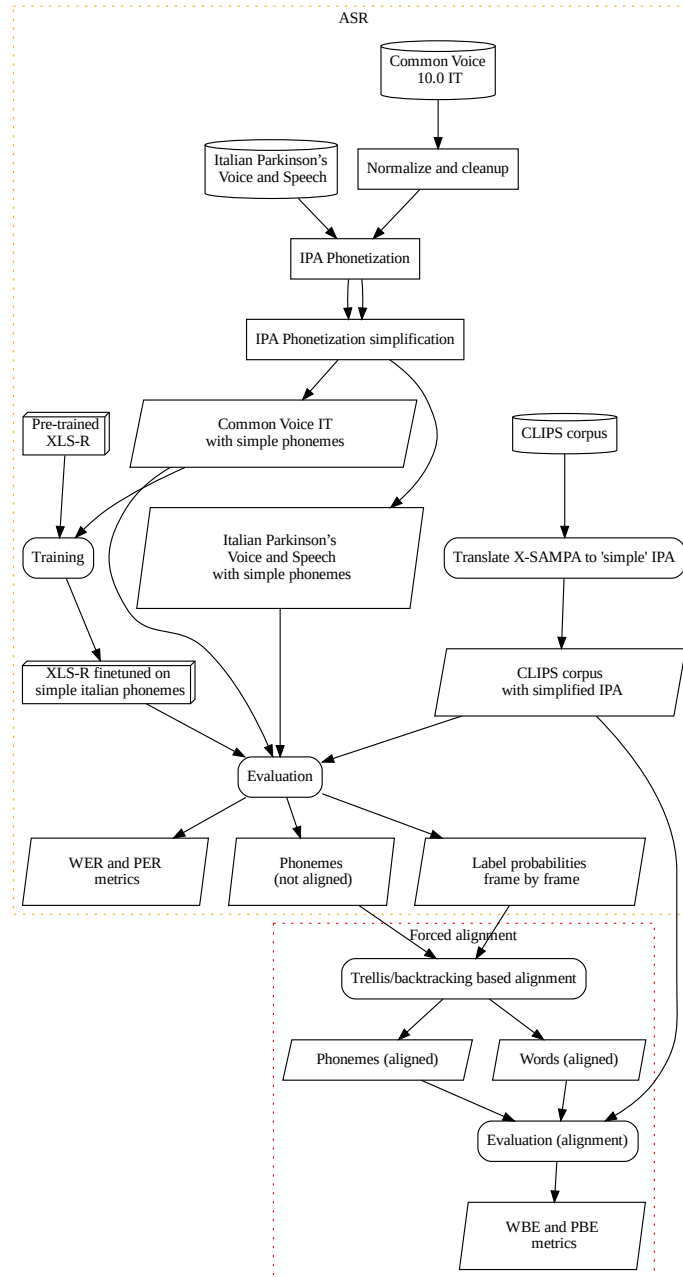 ASR
Common Voice
10.0 IT
Italian Parkinson’s
Voice and Speech
Normalize and cleanup
IPA Phonetization
IPA Phonetization simplification
Pre-trained
XLS-R
Common Voice IT
with simple phonemes
CLIPS corpus
Training
Italian Parkinson’s
Voice and Speech
with simple phonemes
Translate X-SAMPA to 'simple' IPA
XLS-R finetuned on
simple italian phonemes
CLIPS corpus
with simplified IPA
Evaluation
WER and PER
metrics
Phonemes
(not aligned)
Label probabilities
frame by frame
Forced alignment
Trellis/backtracking based alignment
Phonemes (aligned)
Words (aligned)
Evaluation (alignment)
WBE and PBE
metrics